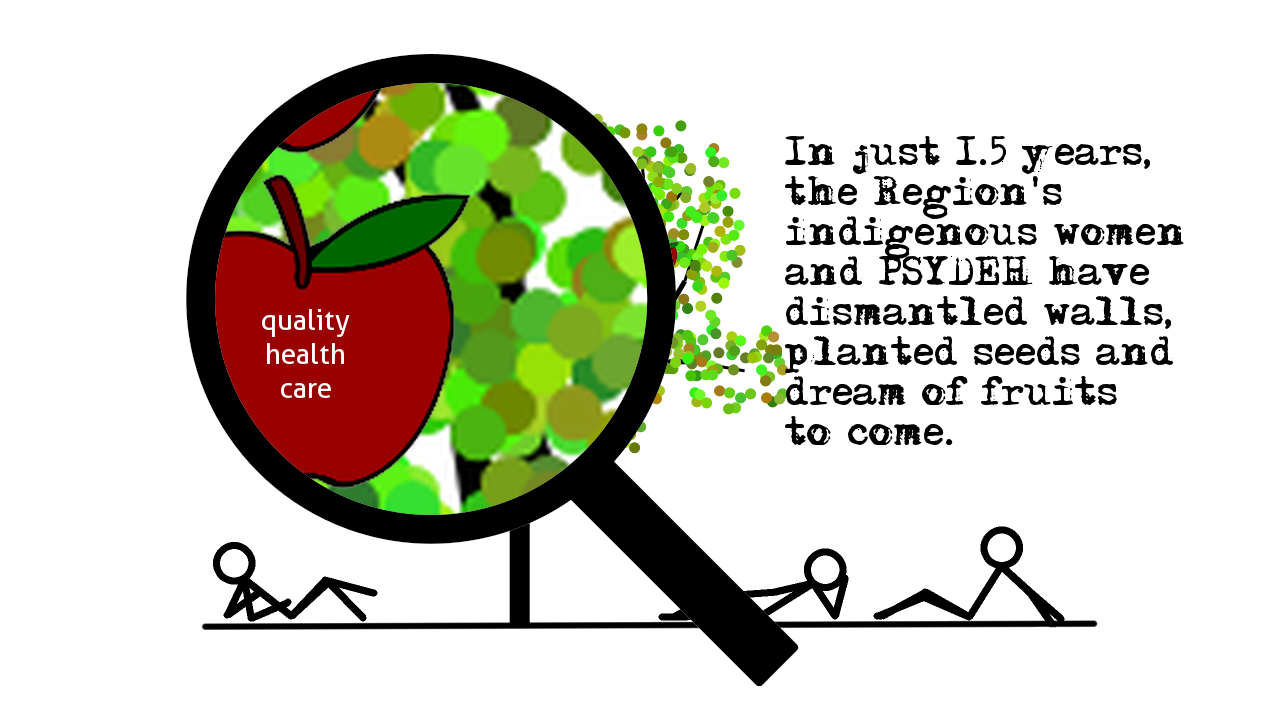 quality
health
care
In just 1.5 years,
the Region's
indigenous women
and PSYDEH have
dismantled walls,
planted seeds and
dream of fruits
to come.